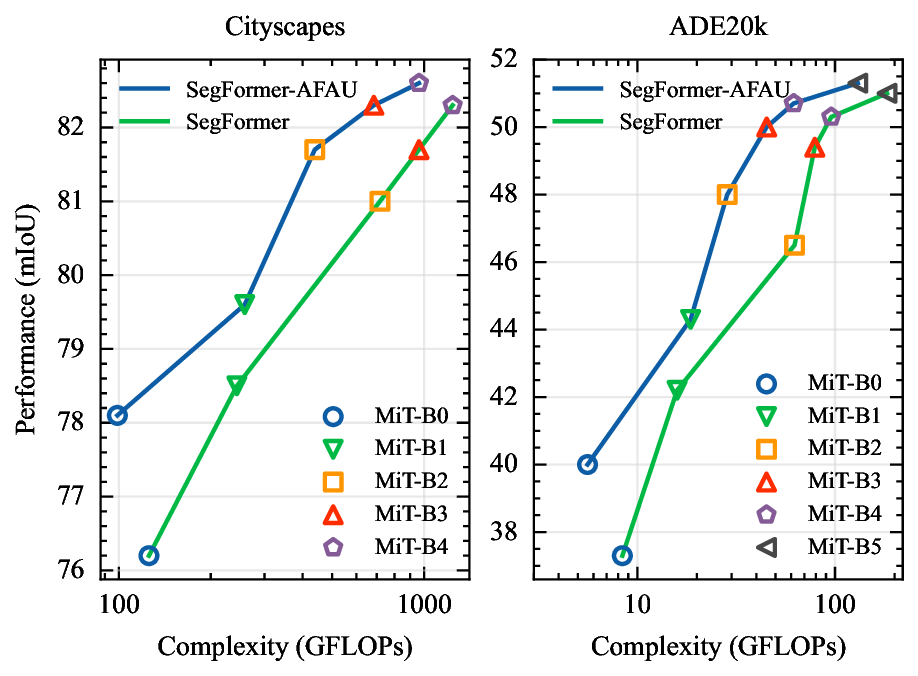 Cityscapes
SegFormer-AFAU
SegFormer
82
81
80
79
78
77
76
100
1000
Performance (mIoU)
Complexity (GFLOPs)
MiT-B0
MiT-B1
MiT-B2
MiT-B3
MiT-B4
ADE20k
SegFormer-AFAU
SegFormer
52
50
48
46
44
42
40
38
10
100
Complexity (GFLOPs)
MiT-B0
MiT-B1
MiT-B2
MiT-B3
MiT-B4
MiT-B5